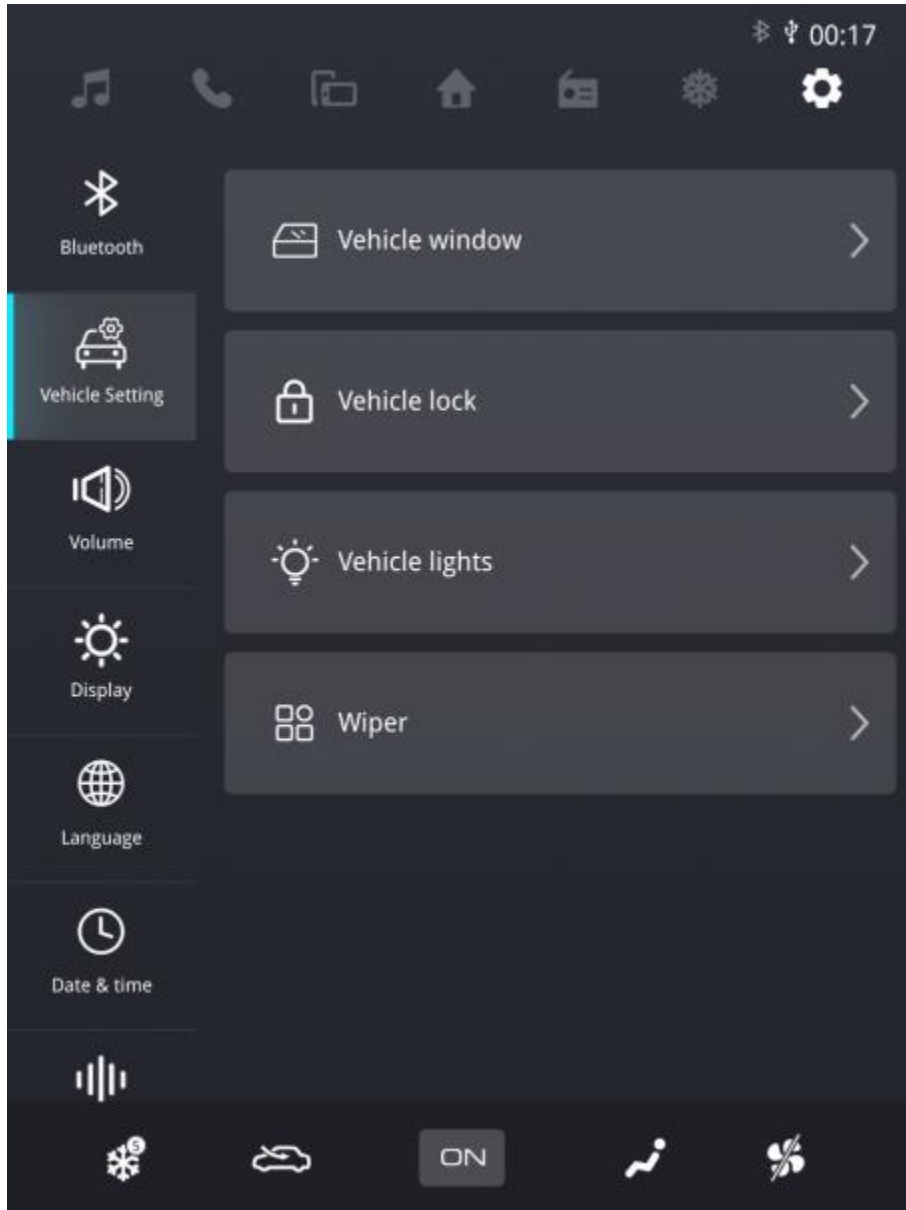 00:17
Bluetooth
Vehicle Setting
Volume
Display
Language
Date & time
Vehicle window
Vehicle lock
Vehicle lights
Wiper
S
ON